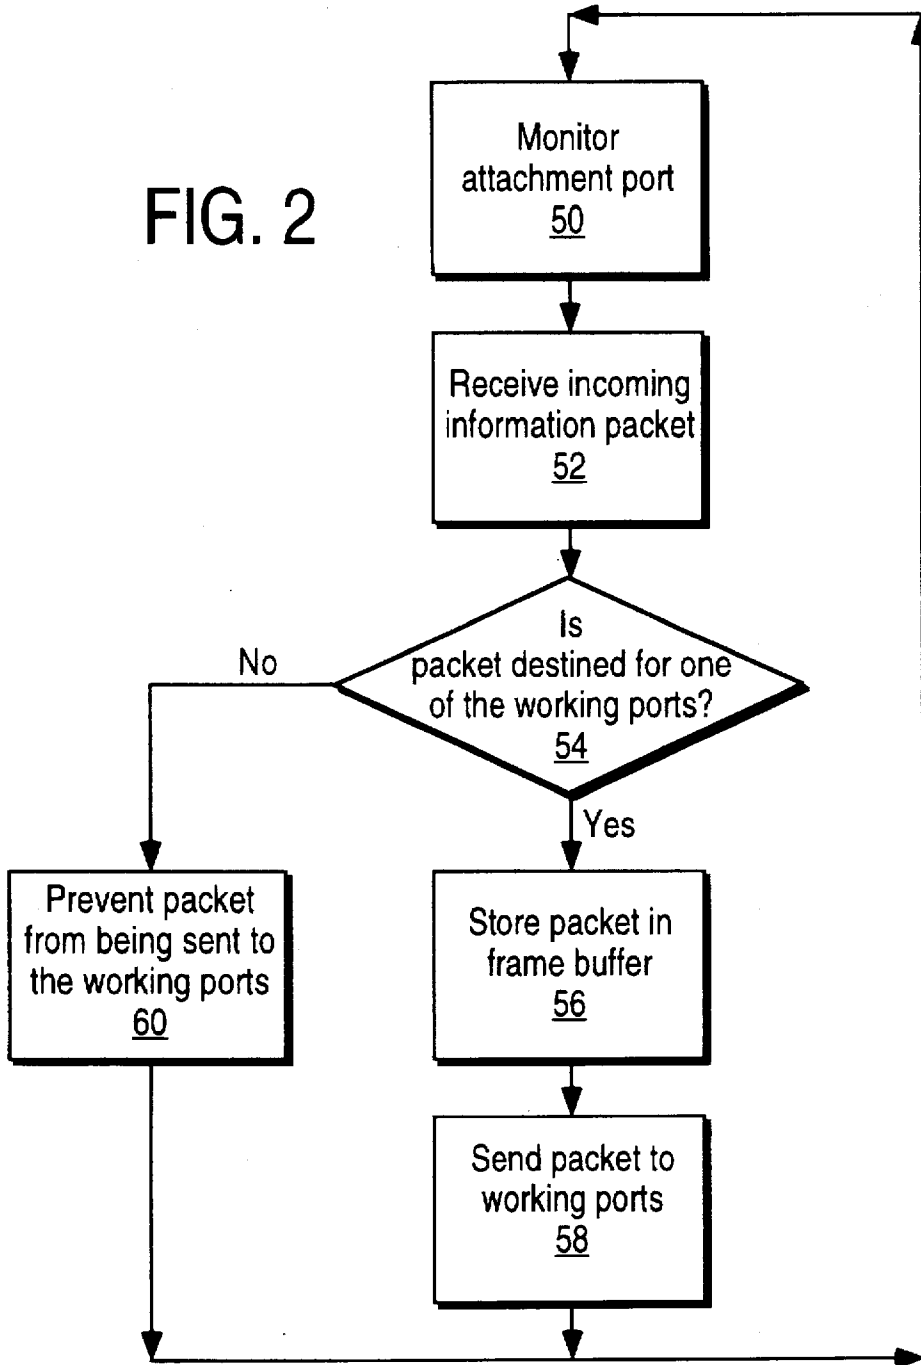 FIG. 2
Monitor
attachment port
50
Receive incoming
information packet
52
Is
packet destined for one
of the working ports?
54
No
Yes
Prevent packet
from being sent to
the working ports
60
Store packet in
frame buffer
56
Send packet to
working ports
58